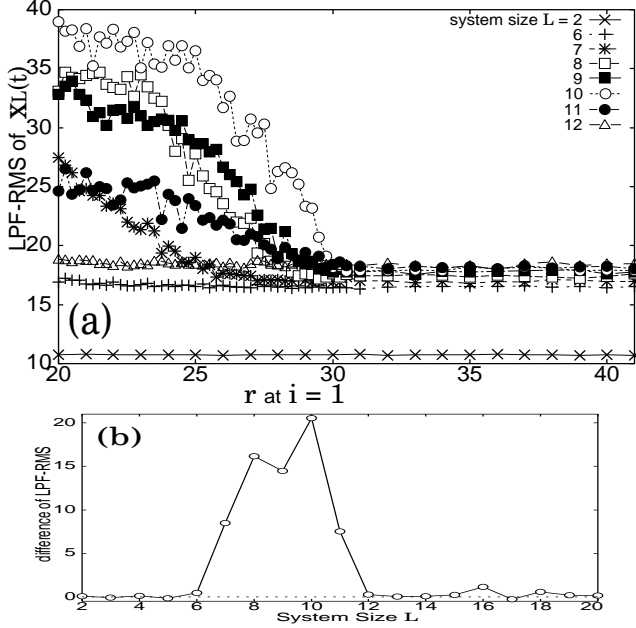 40
35
30
25
20
15
10
LPF-RMS of XL(t)
system size L = 2
6
7
8
9
10
11
12
(a)
20 25 30 35 40
r at i = 1
(b)
20
15
10
5
0
difference of LPF-RMS
2 4 6 8 10 12 14 16 18 20
System Size L